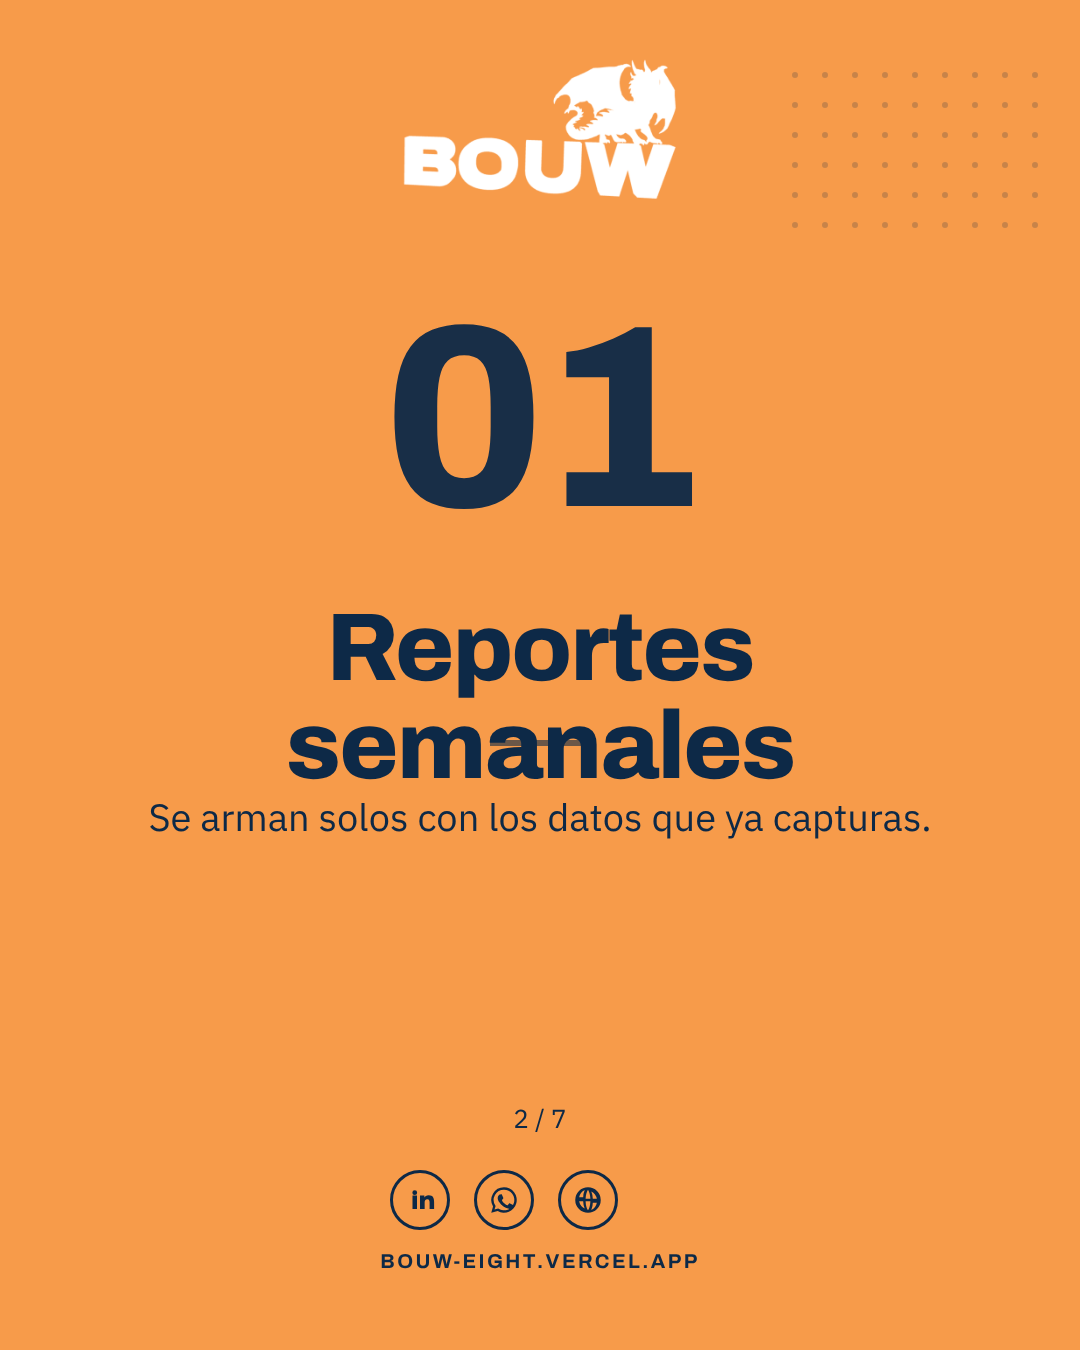 BOUW
01
Reportes
semanales
Se arman solos con los datos que ya capturas.
2 / 7
in
BOUW-EIGHT.VERCEL.APP